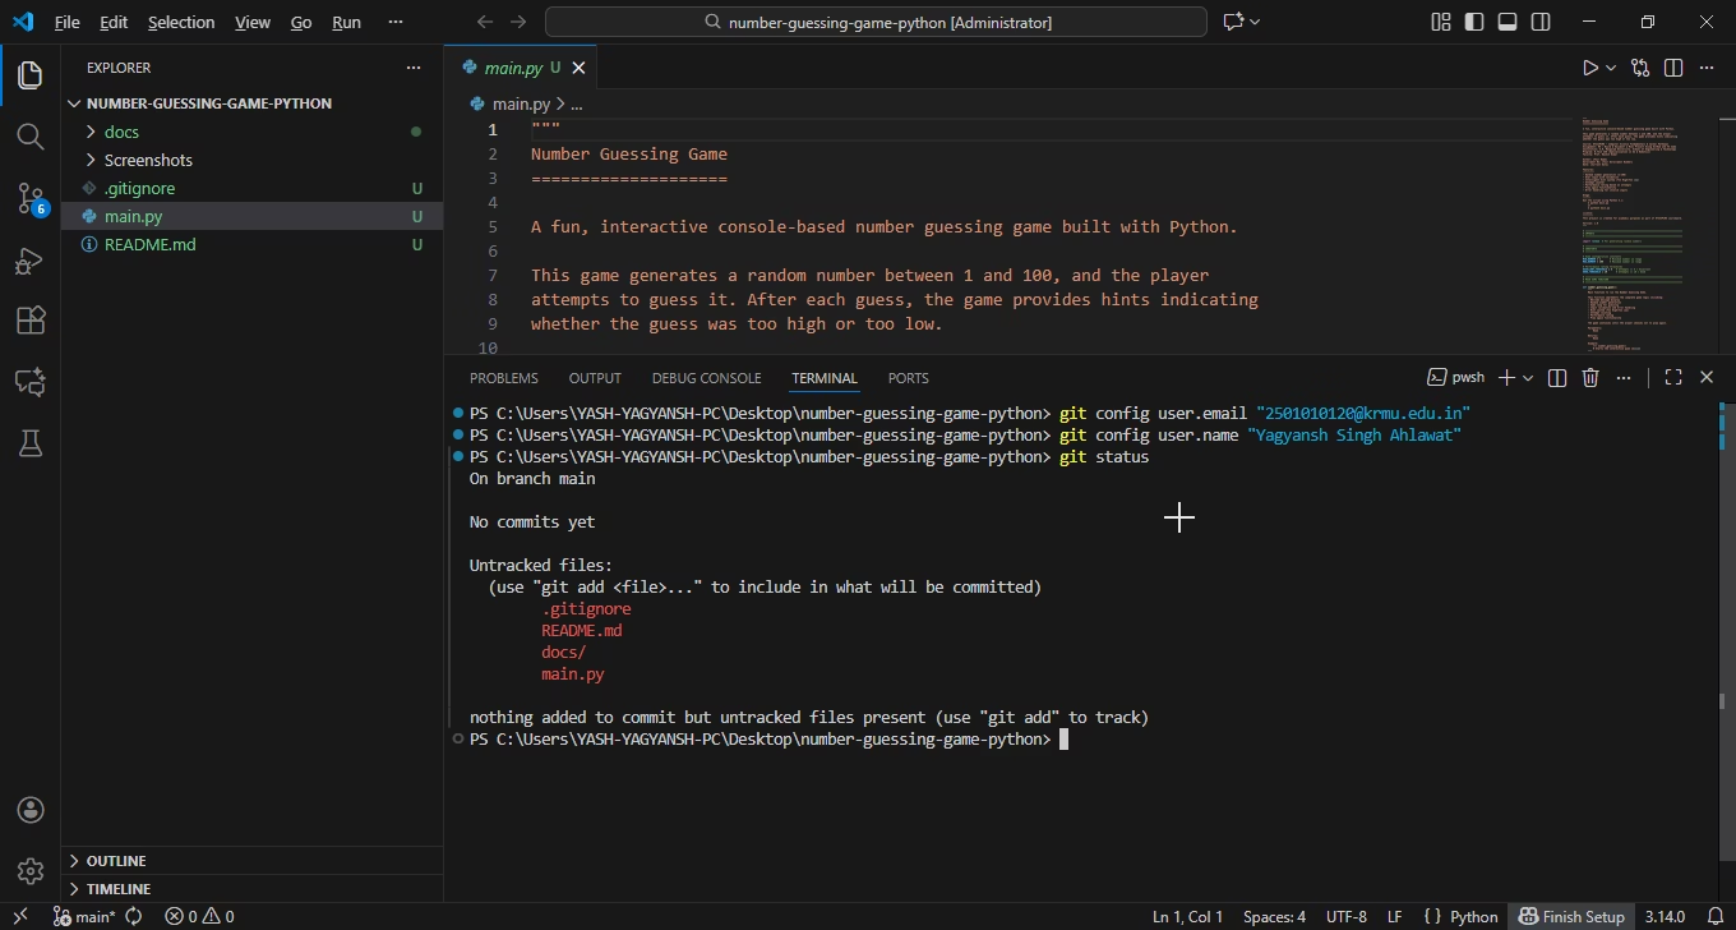 File Edit Selection View Go Run ···
number-guessing-game-python [Administrator]
EXPLORER
NUMBER-GUESSING-GAME-PYTHON
docs
Screenshots
.gitignore U
main.py U
README.md U
OUTLINE
TIMELINE
main.py U
main.py > ...
1 """
2 Number Guessing Game
3 ====================
4
5 A fun, interactive console-based number guessing game built with Python.
6
7 This game generates a random number between 1 and 100, and the player
8 attempts to guess it. After each guess, the game provides hints indicating
9 whether the guess was too high or too low.
10
PROBLEMS OUTPUT DEBUG CONSOLE TERMINAL PORTS
pwsh
PS C:\Users\YASH-YAGYANSH-PC\Desktop\number-guessing-game-python> git config user.email "2501010120@krmu.edu.in"
PS C:\Users\YASH-YAGYANSH-PC\Desktop\number-guessing-game-python> git config user.name "Yagyansh Singh Ahlawat"
PS C:\Users\YASH-YAGYANSH-PC\Desktop\number-guessing-game-python> git status
On branch main
No commits yet
Untracked files:
(use "git add <file>..." to include in what will be committed)
.gitignore
README.md
docs/
main.py
nothing added to commit but untracked files present (use "git add" to track)
PS C:\Users\YASH-YAGYANSH-PC\Desktop\number-guessing-game-python>
6
main* 0 0
Ln 1, Col 1 Spaces: 4 UTF-8 LF {} Python Finish Setup 3.14.0